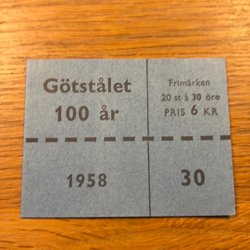 Götstålet
100 år
Frimärken
20 st à 30 öre
PRIS 6 KR
1958
30